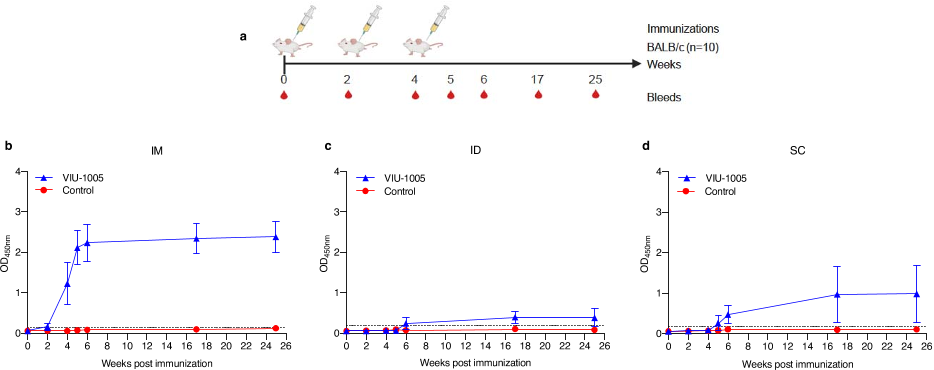 a
Immunizations
BALB/c (n=10)
Weeks
0 2 4 5 6 17 25
Bleeds
b
IM
VIU-1005
Control
4
3
2
1
0
OD450nm
0 2 4 6 8 10 12 14 16 18 20 22 24 26
Weeks post immunization
c
ID
VIU-1005
Control
4
3
2
1
0
OD450nm
0 2 4 6 8 10 12 14 16 18 20 22 24 26
Weeks post immunization
d
SC
VIU-1005
Control
4
3
2
1
0
OD450nm
0 2 4 6 8 10 12 14 16 18 20 22 24 26
Weeks post immunization